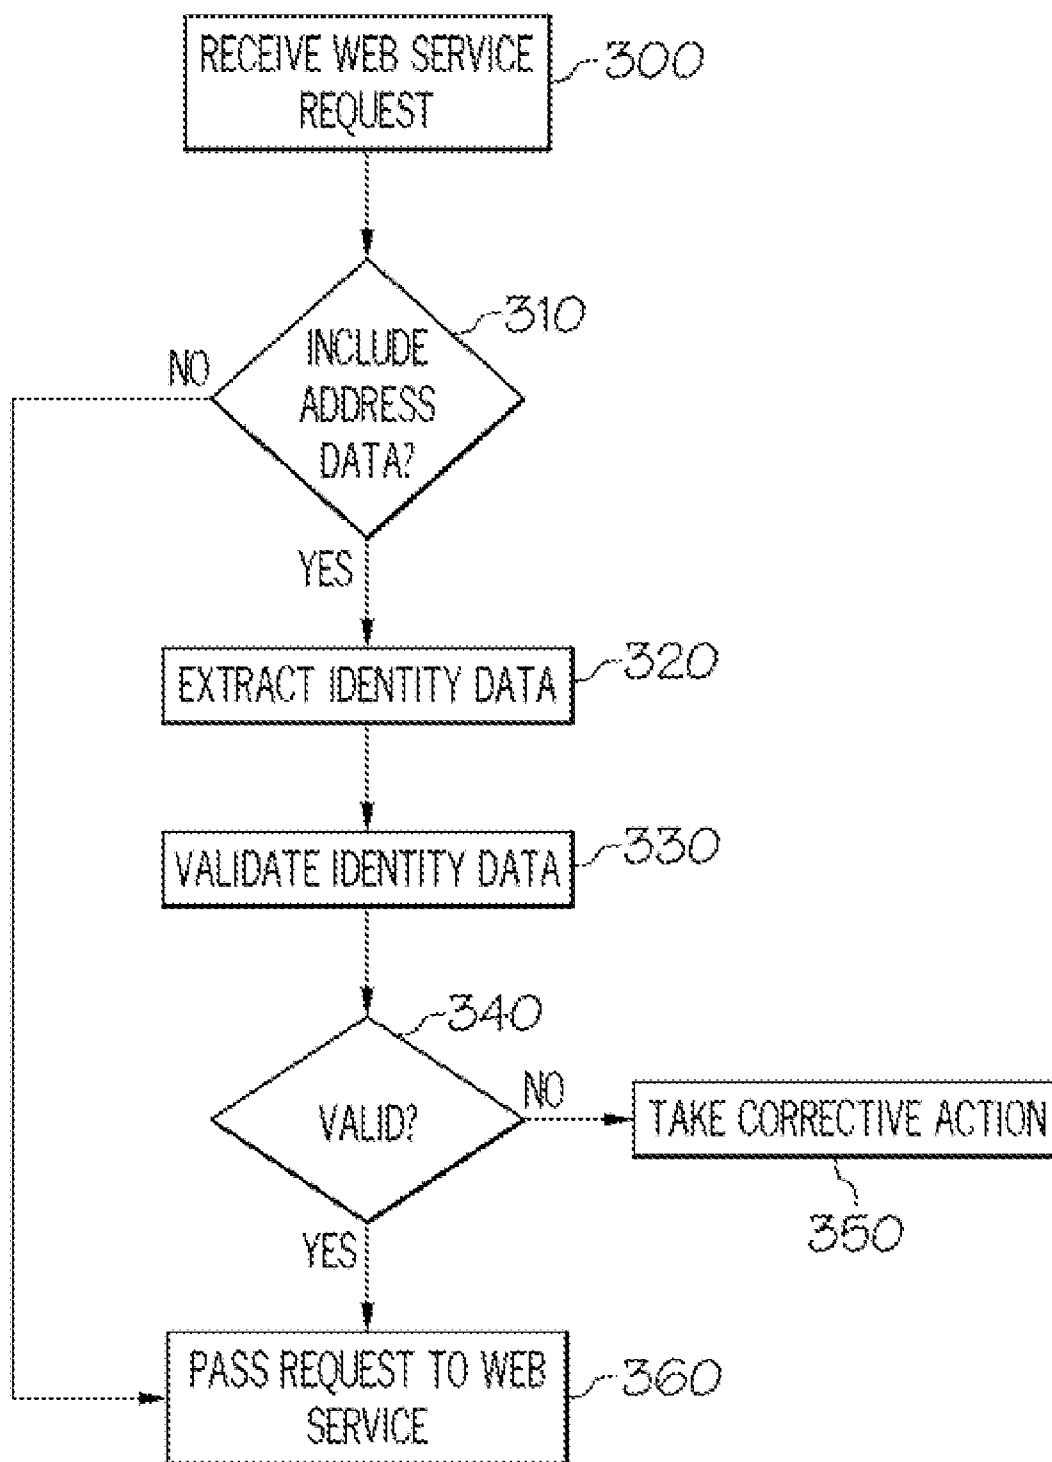 RECEIVE WEB SERVICE
REQUEST
300
310
INCLUDE
ADDRESS
DATA?
NO
YES
EXTRACT IDENTITY DATA
320
VALIDATE IDENTITY DATA
330
340
VALID?
NO
TAKE CORRECTIVE ACTION
350
YES
PASS REQUEST TO WEB
SERVICE
360